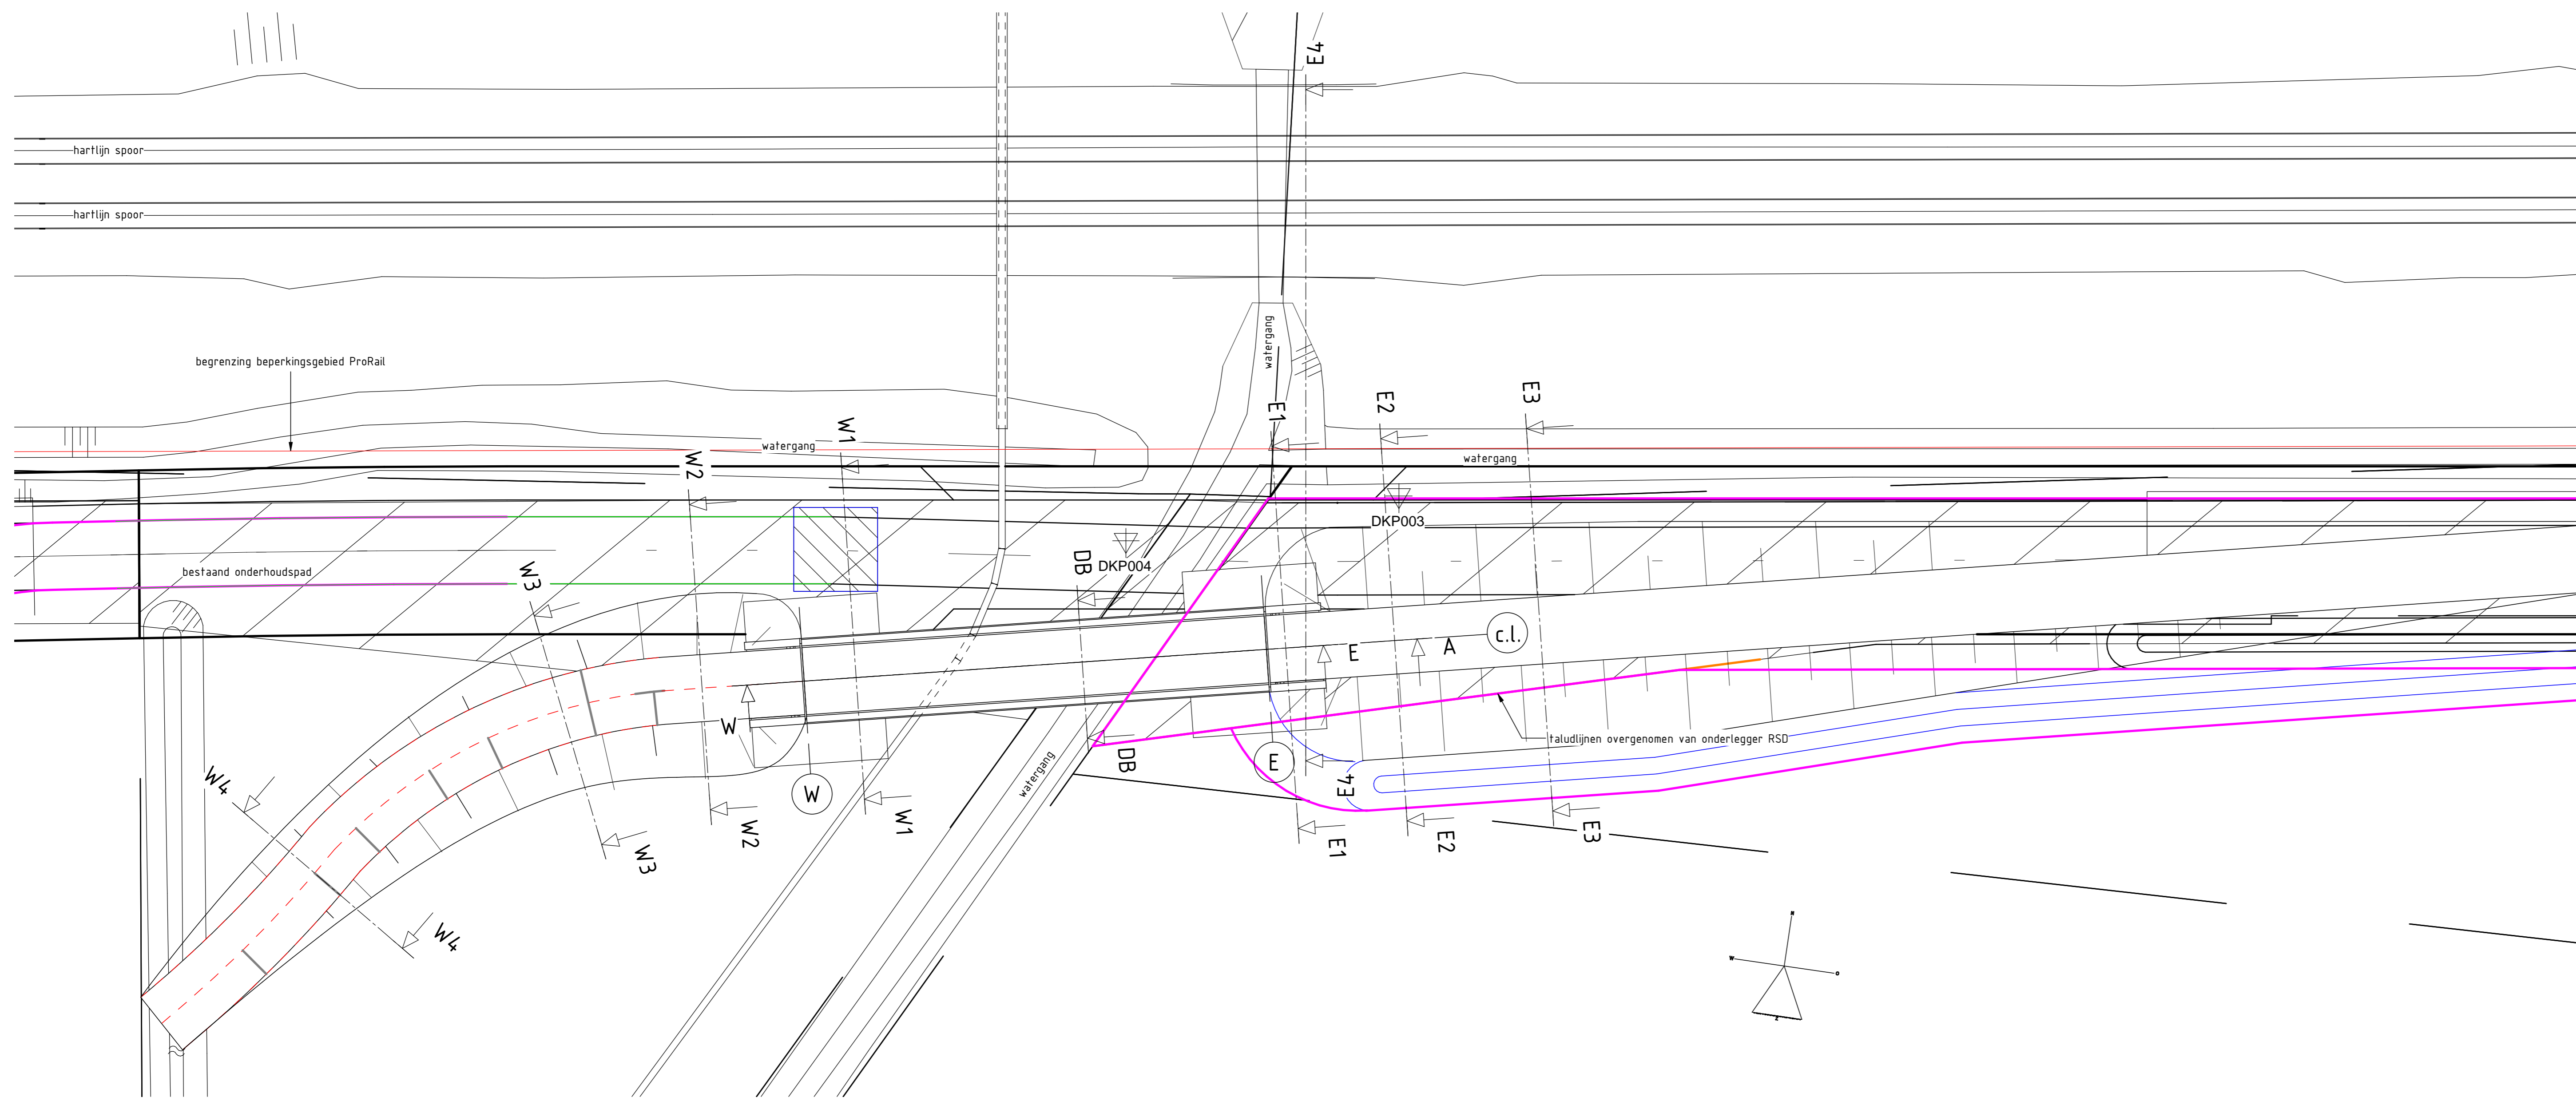 E4
hartlijn spoor
hartlijn spoor
watergang
begrenzing beperkingsgebied ProRail
E3
E2
E1
W1
watergang
watergang
W2
DKP003
DB
DKP004
bestaand onderhoudspad
W3
c.l.
E
A
W
taludlijnen overgenomen van onderlegger RSD
DB
E
watergang
E4
W4
W
W1
W2
E3
E2
E1
W3
W4
N
W
O
Z